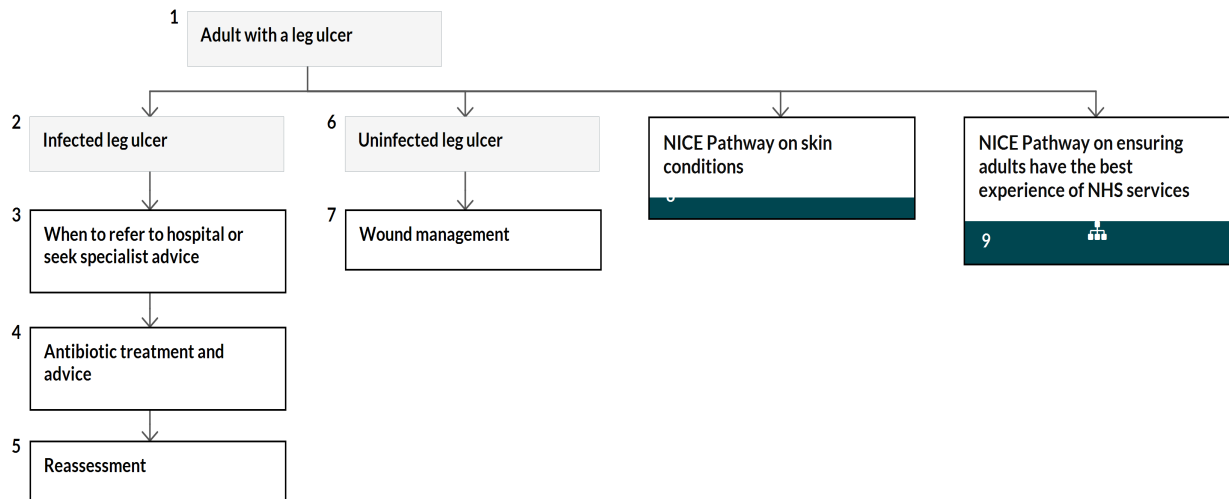 1
Adult with a leg ulcer
2
Infected leg ulcer
3
When to refer to hospital or
seek specialist advice
4
Antibiotic treatment and
advice
5
Reassessment
6
Uninfected leg ulcer
7
Wound management
NICE Pathway on skin
conditions
NICE Pathway on ensuring
adults have the best
experience of NHS services
9